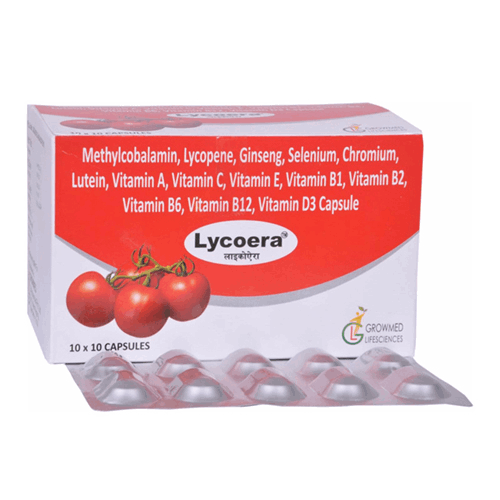 Methylcobalamin, Lycopene, Ginseng, Selenium, Chromium,
Lutein, Vitamin A, Vitamin C, Vitamin E, Vitamin B1, Vitamin B2,
Vitamin B6, Vitamin B12, Vitamin D3 Capsule
Lycoera™
लाइकोऐरा
10 x 10 CAPSULES
GROWMED
LIFESCIENCES